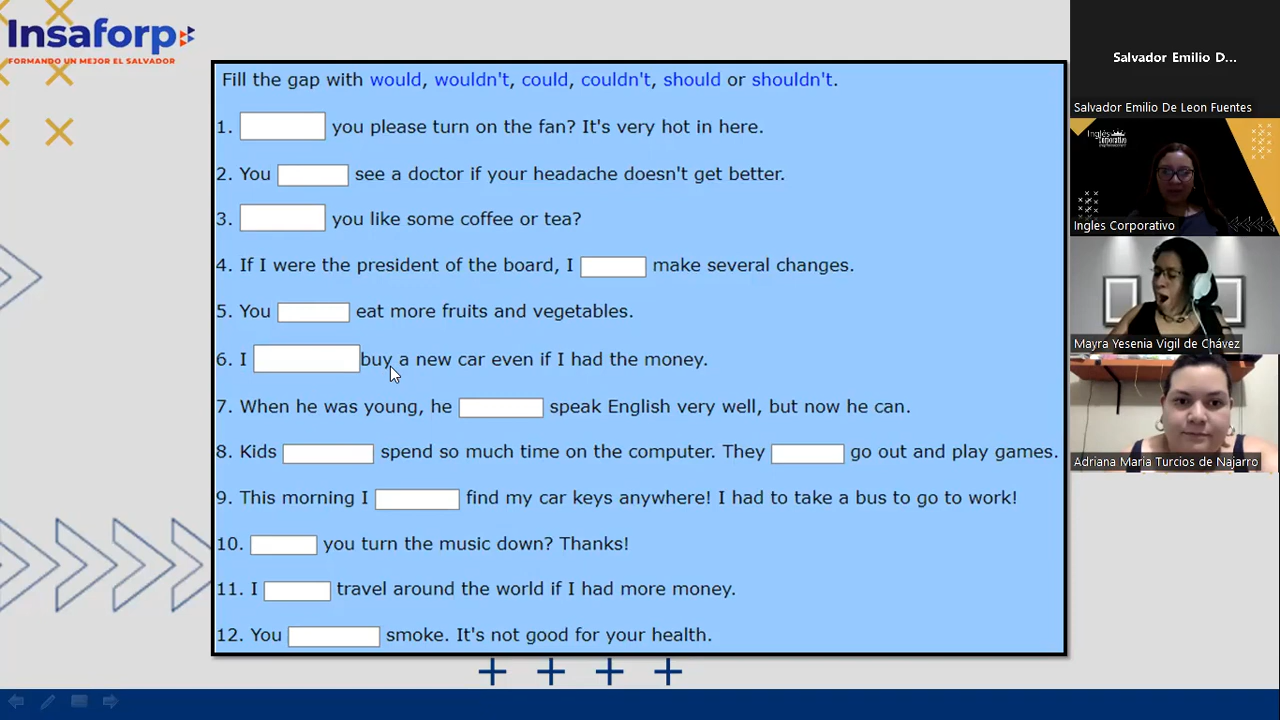 Insaforp
FORMANDO UN MEJOR EL SALVADOR
Fill the gap with would, wouldn't, could, couldn't, should or shouldn't.
1. you please turn on the fan? It's very hot in here.
2. You see a doctor if your headache doesn't get better.
3. you like some coffee or tea?
4. If I were the president of the board, I make several changes.
5. You eat more fruits and vegetables.
6. I buy a new car even if I had the money.
7. When he was young, he speak English very well, but now he can.
8. Kids spend so much time on the computer. They go out and play games.
9. This morning I find my car keys anywhere! I had to take a bus to go to work!
10. you turn the music down? Thanks!
11. I travel around the world if I had more money.
12. You smoke. It's not good for your health.
Salvador Emilio D...
Salvador Emilio De Leon Fuentes
Inglés
Corporativo
Ingles Corporativo
Mayra Yesenia Vigil de Chávez
Adriana Maria Turcios de Najarro